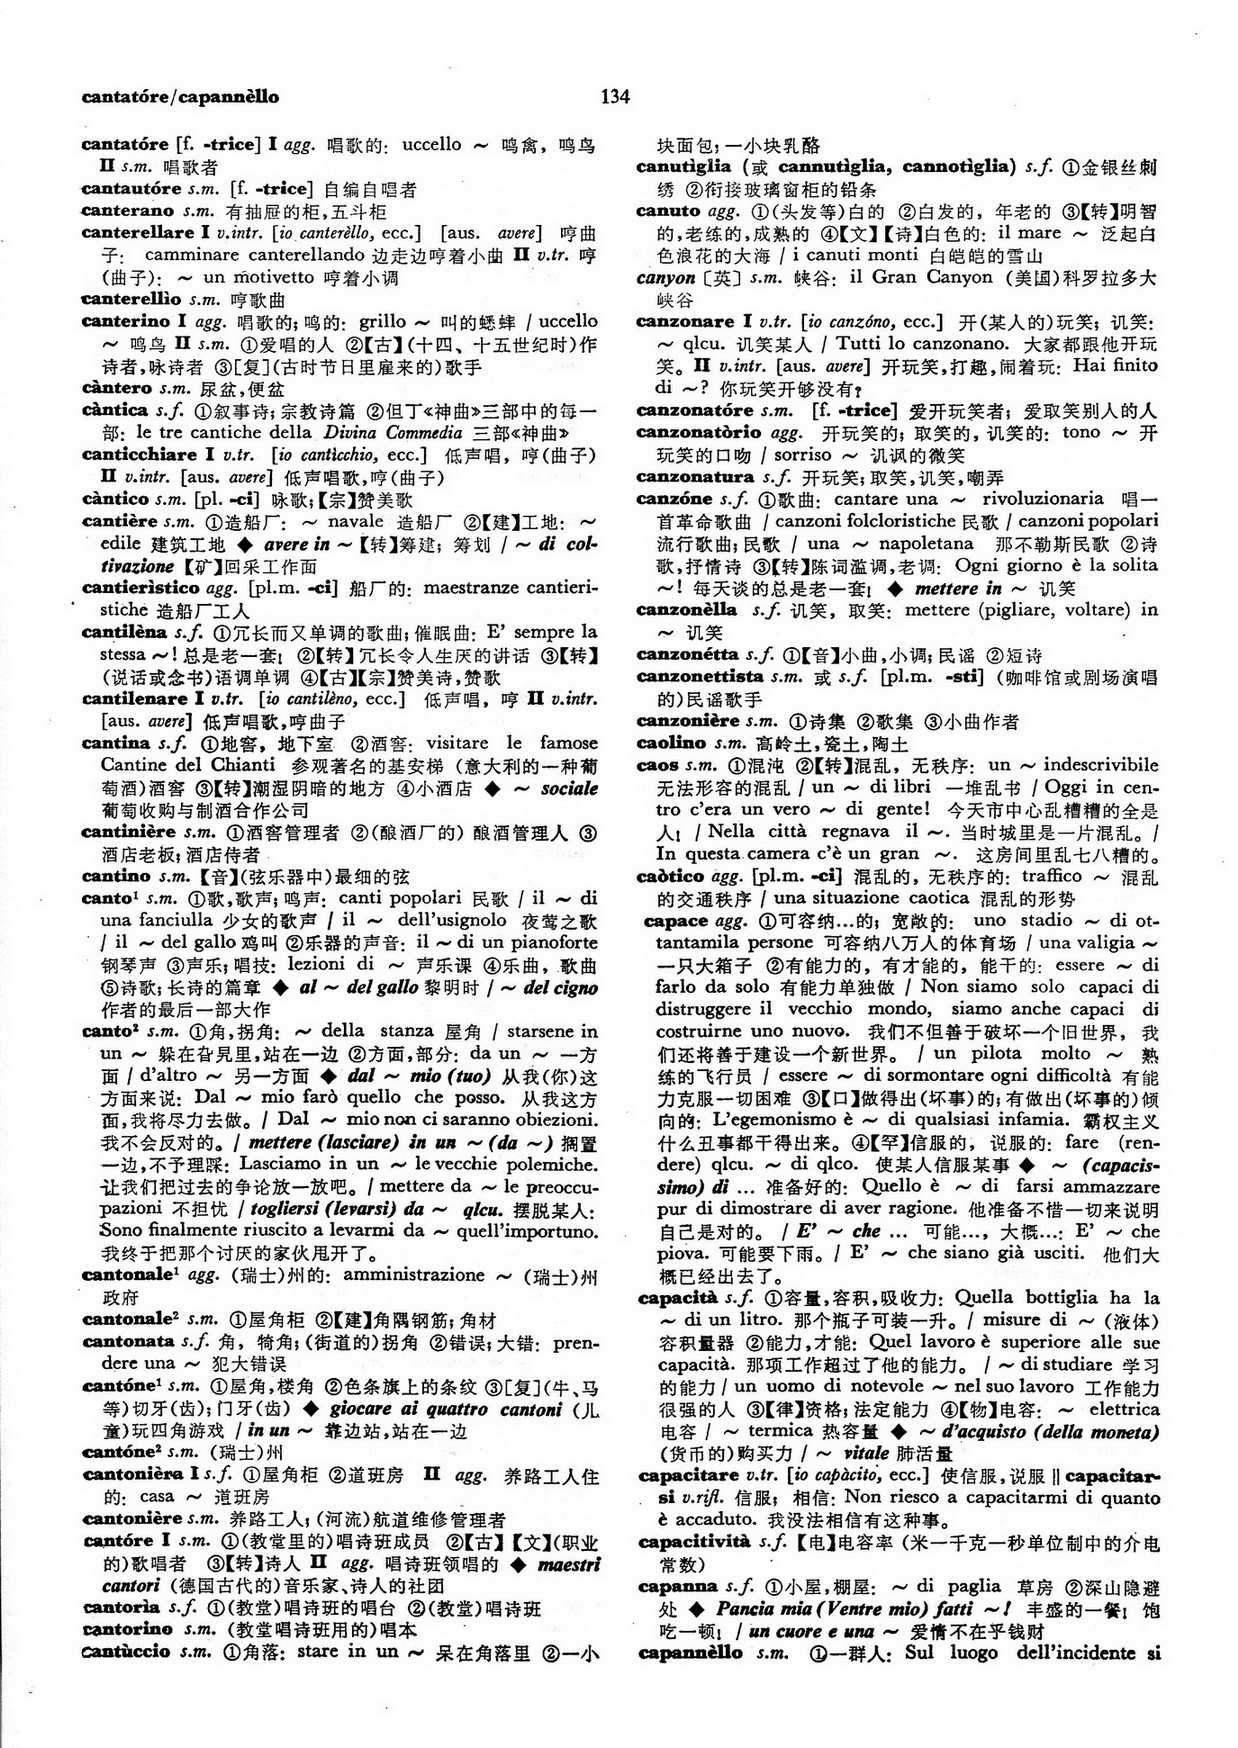 cantatóre/capannèllo
134
cantatóre [f. -trice] I agg. 唱歌的: uccello ～ 鸣禽, 鸣鸟
II s.m. 唱歌者
cantautóre s.m. [f. -trice] 自编自唱者
canterano s.m. 有抽屉的柜,五斗柜
canterellare I v.intr. [io canterèllo, ecc.] [aus. avere] 哼曲
子: camminare canterellando 边走边哼着小曲 II v.tr. 哼
(曲子): ～ un motivetto 哼着小调
canterellìo s.m. 哼歌曲
canterino I agg. 唱歌的; 鸣的: grillo ～ 叫的蟋蟀 / uccello
～ 鸣鸟 II s.m. ①爱唱的人 ②【古】(十四、十五世纪时)作
诗者,咏诗者 ③[复](古时节日里雇来的)歌手
càntero s.m. 尿盆,便盆
càntica s.f. ①叙事诗; 宗教诗篇 ②但丁《神曲》三部中的每一
部: le tre cantiche della Divina Commedia 三部《神曲》
canticchiare I v.tr. [io canticchio, ecc.] 低声唱, 哼(曲子)
II v.intr. [aus. avere] 低声唱歌,哼(曲子)
càntico s.m. [pl. -ci] 咏歌;【宗】赞美歌
cantière s.m. ①造船厂: ～ navale 造船厂 ②【建】工地: ～
edile 建筑工地 ◆ avere in ～【转】筹建; 筹划 / ～ di col-
tivazione 【矿】回采工作面
cantierìstico agg. [pl.m. -ci] 船厂的: maestranze cantieri-
stiche 造船厂工人
cantilèna s.f. ①冗长而又单调的歌曲; 催眠曲: E' sempre la
stessa ～! 总是老一套! ②【转】冗长令人生厌的讲话 ③【转】
(说话或念书)语调单调 ④【古】【宗】赞美诗,赞歌
cantilenare I v.tr. [io cantilèno, ecc.] 低声唱, 哼 II v.intr.
[aus. avere] 低声唱歌,哼曲子
cantina s.f. ①地窖, 地下室 ②酒窖: visitare le famose
Cantine del Chianti 参观著名的基安梯 (意大利的一种葡
萄酒)酒窖 ③【转】潮湿阴暗的地方 ④小酒店 ◆ ～ sociale
葡萄收购与制酒合作公司
cantinière s.m. ①酒窖管理者 ②(酿酒厂的) 酿酒管理人 ③
酒店老板; 酒店侍者
cantino s.m. 【音】(弦乐器中)最细的弦
canto¹ s.m. ①歌,歌声; 鸣声: canti popolari 民歌 / il ～ di
una fanciulla 少女的歌声 / il ～ dell'usignolo 夜莺之歌
/ il ～ del gallo 鸡叫 ②乐器的声音: il ～ di un pianoforte
钢琴声 ③声乐; 唱技: lezioni di ～ 声乐课 ④乐曲, 歌曲
⑤诗歌; 长诗的篇章 ◆ al ～ del gallo 黎明时 / ～ del cigno
作者的最后一部大作
canto² s.m. ①角,拐角: ～ della stanza 屋角 / starsene in
un ～ 躲在旮旯里,站在一边 ②方面,部分: da un ～ 一方
面 / d'altro ～ 另一方面 ◆ dal ～ mio (tuo) 从我(你)这
方面来说: Dal ～ mio farò quello che posso. 从我这方
面,我将尽力去做。/ Dal ～ mio non ci saranno obiezioni.
我不会反对的。/ mettere (lasciare) in un ～ (da ～) 搁置
一边,不予理踩: Lasciamo in un ～ le vecchie polemiche.
让我们把过去的争论放一放吧。/ mettere da ～ le preoccu-
pazioni 不担忧 / togliersi (levarsi) da ～ qlcu. 摆脱某人:
Sono finalmente riuscito a levarmi da ～ quell'importuno.
我终于把那个讨厌的家伙甩开了。
cantonale¹ agg. (瑞士)州的: amministrazione ～ (瑞士)州
政府
cantonale² s.m. ①屋角柜 ②【建】角隅钢筋; 角材
cantonata s.f. 角, 犄角; (街道的)拐角 ②错误; 大错: pren-
dere una ～ 犯大错误
cantóne¹ s.m. ①屋角,楼角 ②色条旗上的条纹 ③[复](牛、马
等)切牙(齿); 门牙(齿) ◆ giocare ai quattro cantoni (儿
童)玩四角游戏 / in un ～ 靠边站,站在一边
cantóne² s.m. (瑞士)州
cantonièra I s.f. ①屋角柜 ②道班房 II agg. 养路工人住
的: casa ～ 道班房
cantonière s.m. 养路工人; (河流)航道维修管理者
cantóre I s.m. ①(教堂里的)唱诗班成员 ②【古】【文】(职业
的)歌唱者 ③【转】诗人 II agg. 唱诗班领唱的 ◆ maestri
cantori (德国古代的)音乐家、诗人的社团
cantorìa s.f. ①(教堂)唱诗班的唱台 ②(教堂)唱诗班
cantorino s.m. (教堂唱诗班用的)唱本
cantùccio s.m. ①角落: stare in un ～ 呆在角落里 ②一小
块面包; 一小块乳酪
canutìglia (或 cannutìglia, cannotìglia) s.f. ①金银丝刺
绣 ②衔接玻璃窗柜的铅条
canuto agg. ①(头发等)白的 ②白发的, 年老的 ③【转】明智
的,老练的,成熟的 ④【文】【诗】白色的: il mare ～ 泛起白
色浪花的大海 / i canuti monti 白皑皑的雪山
canyon [英] s.m. 峡谷: il Gran Canyon (美国)科罗拉多大
峡谷
canzonare I v.tr. [io canzóno, ecc.] 开(某人的)玩笑; 讥笑:
～ qlcu. 讥笑某人 / Tutti lo canzonano. 大家都跟他开玩
笑。II v.intr. [aus. avere] 开玩笑,打趣,闹着玩: Hai finito
di ～? 你玩笑开够没有?
canzonatóre s.m. [f. -trice] 爱开玩笑者; 爱取笑别人的人
canzonatòrio agg. 开玩笑的; 取笑的, 讥笑的: tono ～ 开
玩笑的口吻 / sorriso ～ 讥讽的微笑
canzonatura s.f. 开玩笑; 取笑,讥笑,嘲弄
canzóne s.f. ①歌曲: cantare una ～ rivoluzionaria 唱一
首革命歌曲 / canzoni folcloristiche 民歌 / canzoni popolari
流行歌曲; 民歌 / una ～ napoletana 那不勒斯民歌 ②诗
歌,抒情诗 ③【转】陈词滥调,老调: Ogni giorno è la solita
～! 每天谈的总是老一套! ◆ mettere in ～ 讥笑
canzonèlla s.f. 讥笑, 取笑: mettere (pigliare, voltare) in
～ 讥笑
canzonétta s.f. ①【音】小曲,小调; 民谣 ②短诗
canzonettista s.m. 或 s.f. [pl.m. -sti] (咖啡馆或剧场演唱
的)民谣歌手
canzonière s.m. ①诗集 ②歌集 ③小曲作者
caolino s.m. 高岭土,瓷土,陶土
caos s.m. ①混沌 ②【转】混乱, 无秩序: un ～ indescrivibile
无法形容的混乱 / un ～ di libri 一堆乱书 / Oggi in cen-
tro c'era un vero ～ di gente! 今天市中心乱糟糟的全是
人! / Nella città regnava il ～. 当时城里是一片混乱。/
In questa camera c'è un gran ～. 这房间里乱七八糟的。
caòtico agg. [pl.m. -ci] 混乱的, 无秩序的: traffico ～ 混乱
的交通秩序 / una situazione caotica 混乱的形势
capace agg. ①可容纳…的; 宽敞的: uno stadio ～ di ot-
tantamila persone 可容纳八万人的体育场 / una valigia ～
一只大箱子 ②有能力的, 有才能的, 能干的: essere ～ di
farlo da solo 有能力单独做 / Non siamo solo capaci di
distruggere il vecchio mondo, siamo anche capaci di
costruirne uno nuovo. 我们不但善于破坏一个旧世界, 我
们还将善于建设一个新世界。 / un pilota molto ～ 熟
练的飞行员 / essere ～ di sormontare ogni difficoltà 有能
力克服一切困难 ③【口】做得出(坏事)的; 有做出(坏事的)倾
向的: L'egemonismo è ～ di qualsiasi infamia. 霸权主义
什么丑事都干得出来。④【罕】信服的, 说服的: fare (ren-
dere) qlcu. ～ di qlco. 使某人信服某事 ◆ ～ (capacis-
simo) di … 准备好的: Quello è ～ di farsi ammazzare
pur di dimostrare di aver ragione. 他准备不惜一切来说明
自己是对的。 / E' ～ che … 可能…, 大概…: E' ～ che
piova. 可能要下雨。/ E' ～ che siano già usciti. 他们大
概已经出去了。
capacità s.f. ①容量,容积,吸收力: Quella bottiglia ha la
～ di un litro. 那个瓶子可装一升。/ misure di ～ (液体)
容积量器 ②能力,才能: Quel lavoro è superiore alle sue
capacità. 那项工作超过了他的能力。/ ～ di studiare 学习
的能力 / un uomo di notevole ～ nel suo lavoro 工作能力
很强的人 ③【律】资格; 法定能力 ④【物】电容: ～ elettrica
电容 / ～ termica 热容量 ◆ ～ d'acquisto (della moneta)
(货币的)购买力 / ～ vitale 肺活量
capacitare v.tr. [io capàcito, ecc.] 使信服,说服 ‖ capacitar-
si v.rifl. 信服; 相信: Non riesco a capacitarmi di quanto
è accaduto. 我没法相信有这种事。
capacitività s.f. 【电】电容率 (米一千克一秒单位制中的介电
常数)
capanna s.f. ①小屋,棚屋: ～ di paglia 草房 ②深山隐避
处 ◆ Pancia mia (Ventre mio) fatti ～! 丰盛的一餐! 饱
吃一顿! / un cuore e una ～ 爱情不在乎钱财
capannèllo s.m. ①一群人: Sul luogo dell'incidente si